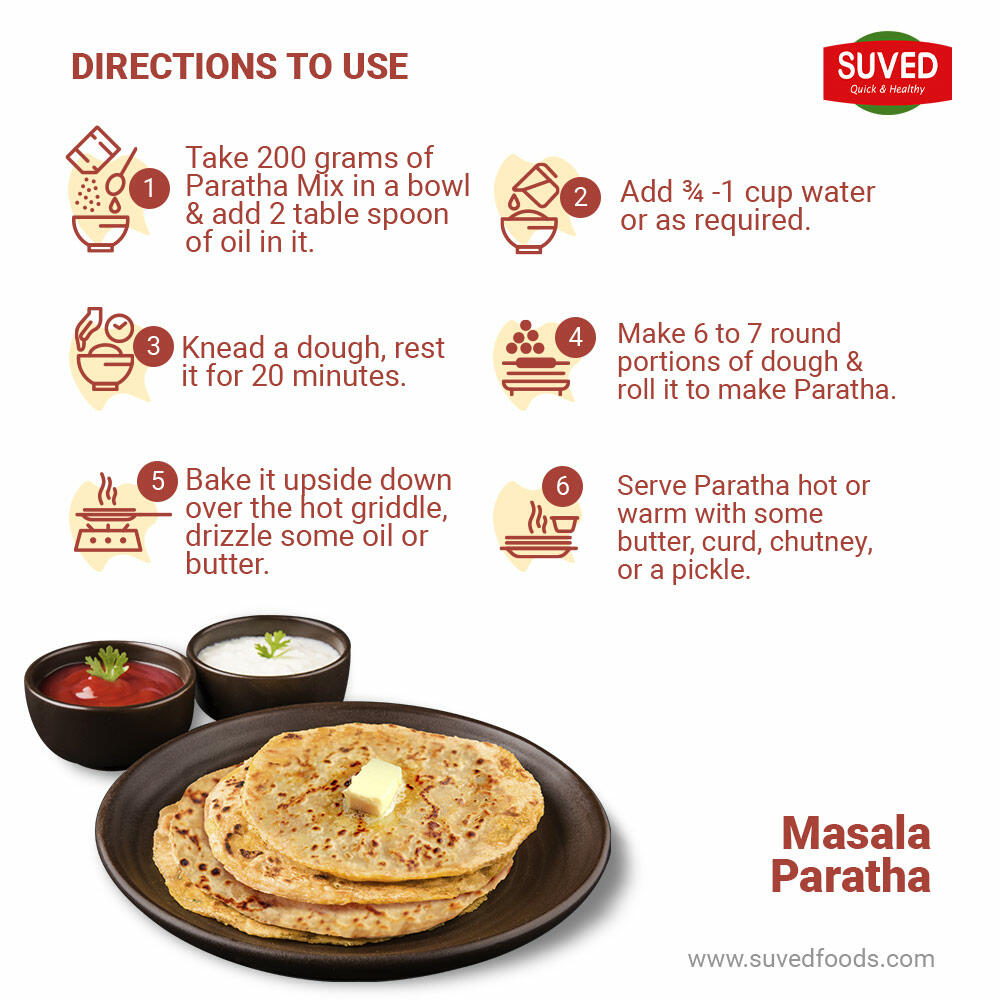 DIRECTIONS TO USE
SUVED
Quick & Healthy
1
Take 200 grams of
Paratha Mix in a bowl
& add 2 table spoon
of oil in it.
2
Add ¾ -1 cup water
or as required.
3
Knead a dough, rest
it for 20 minutes.
4
Make 6 to 7 round
portions of dough &
roll it to make Paratha.
5
Bake it upside down
over the hot griddle,
drizzle some oil or
butter.
6
Serve Paratha hot or
warm with some
butter, curd, chutney,
or a pickle.
Masala
Paratha
www.suvedfoods.com